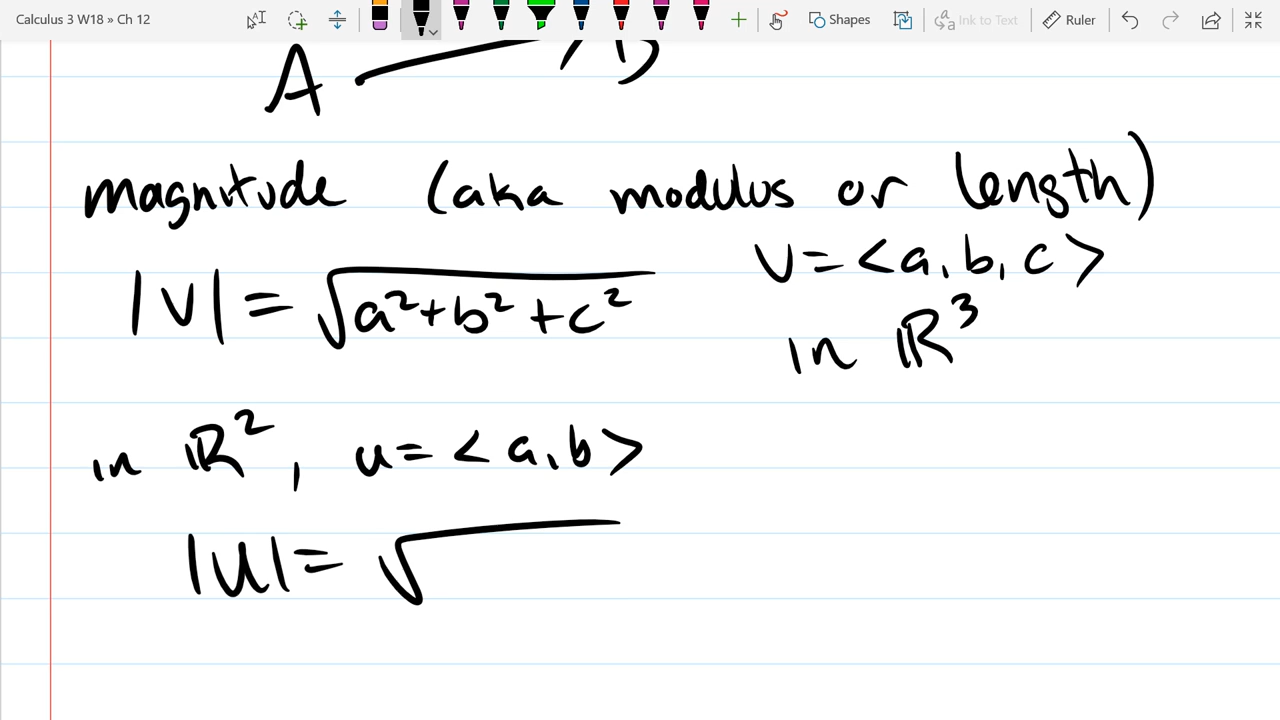 Calculus 3 W18 » Ch 12
Shapes
Ink to Text
Ruler
A B
magnitude (aka modulus or length)
|v| = √a²+b²+c²
v = <a, b, c>
in ℝ³
in ℝ², u = <a, b>
|u| = √